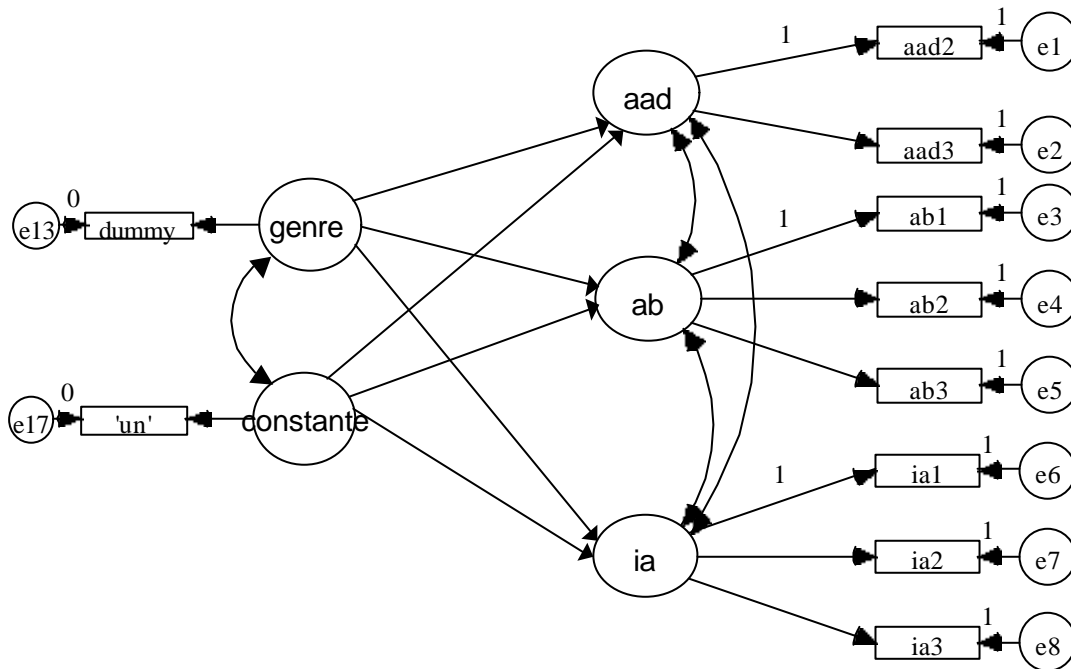 1 aad2 1 e1
aad
aad3 1 e2
0 1 ab1 1 e3
e13 dummy genre
ab
ab2 1 e4
0 ab3 1 e5
e17 'un' constante
1 ia1 1 e6
ia
ia2 1 e7
ia3 1 e8